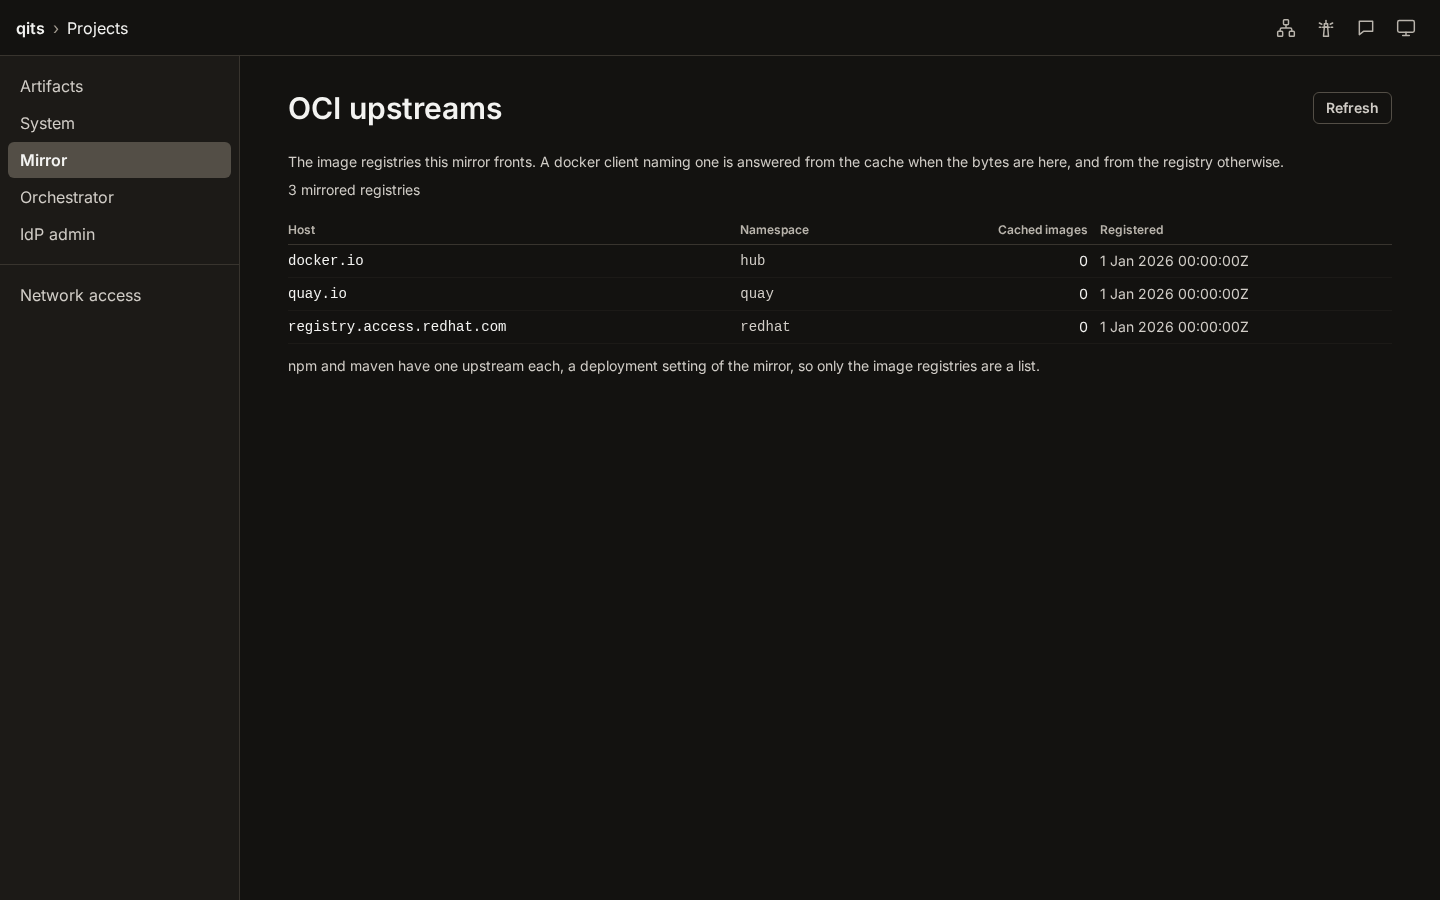 qits › Projects
Artifacts
System
Mirror
Orchestrator
IdP admin
Network access
OCI upstreams
Refresh
The image registries this mirror fronts. A docker client naming one is answered from the cache when the bytes are here, and from the registry otherwise.
3 mirrored registries
Host Namespace Cached images Registered
docker.io hub 0 1 Jan 2026 00:00:00Z
quay.io quay 0 1 Jan 2026 00:00:00Z
registry.access.redhat.com redhat 0 1 Jan 2026 00:00:00Z
npm and maven have one upstream each, a deployment setting of the mirror, so only the image registries are a list.